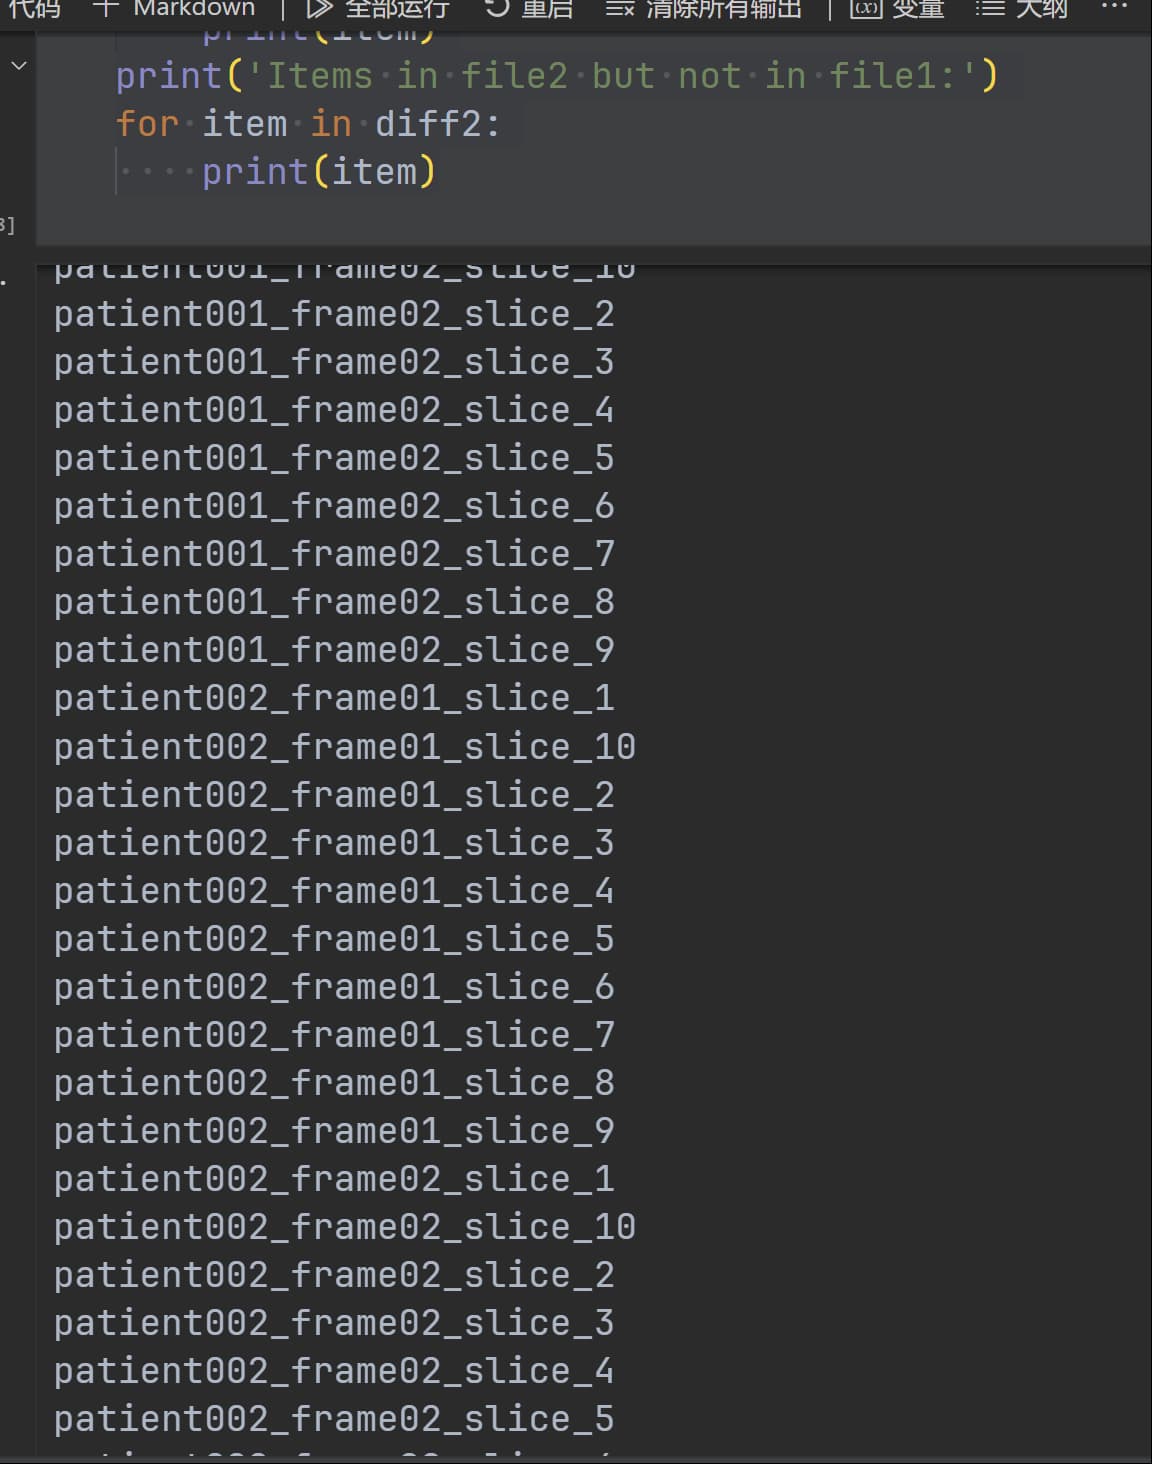 代码 + Markdown | 全部运行 重启 清除所有输出 | 变量 大纲 ...
print(item)
print('Items in file2 but not in file1:')
for item in diff2:
print(item)
3]
patient001_frame02_slice_10
patient001_frame02_slice_2
patient001_frame02_slice_3
patient001_frame02_slice_4
patient001_frame02_slice_5
patient001_frame02_slice_6
patient001_frame02_slice_7
patient001_frame02_slice_8
patient001_frame02_slice_9
patient002_frame01_slice_1
patient002_frame01_slice_10
patient002_frame01_slice_2
patient002_frame01_slice_3
patient002_frame01_slice_4
patient002_frame01_slice_5
patient002_frame01_slice_6
patient002_frame01_slice_7
patient002_frame01_slice_8
patient002_frame01_slice_9
patient002_frame02_slice_1
patient002_frame02_slice_10
patient002_frame02_slice_2
patient002_frame02_slice_3
patient002_frame02_slice_4
patient002_frame02_slice_5